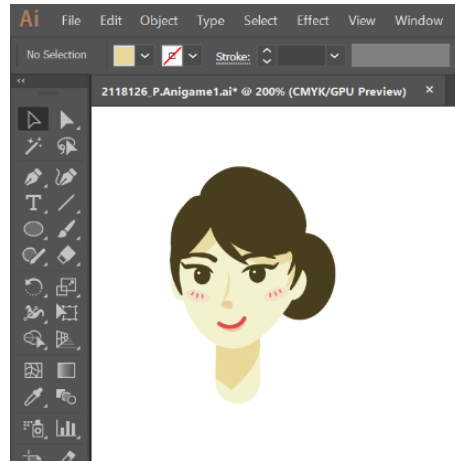 Ai File Edit Object Type Select Effect View Window
No Selection Stroke:
2118126_P.Anigame1.ai* @ 200% (CMYK/GPU Preview) ×